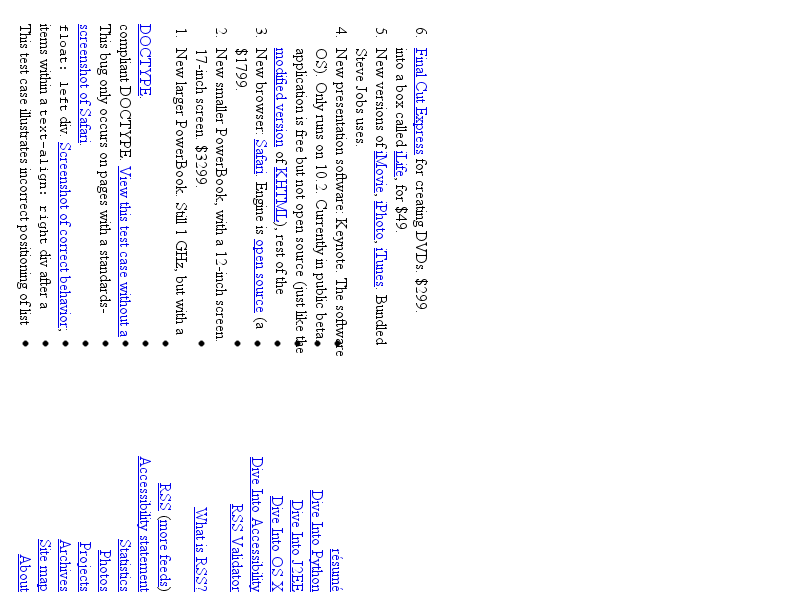 This test case illustrates incorrect positioning of list
items within a text-align: right div after a
float: left div. Screenshot of correct behavior;
screenshot of Safari.
This bug only occurs on pages with a standards-
compliant DOCTYPE. View this test case without a
DOCTYPE.
1. New larger PowerBook. Still 1 GHz, but with a
17-inch screen. $3299.
2. New smaller PowerBook, with a 12-inch screen.
$1799.
3. New browser: Safari. Engine is open source (a
modified version of KHTML), rest of the
application is free but not open source (just like the
OS). Only runs on 10.2. Currently in public beta.
4. New presentation software: Keynote. The software
Steve Jobs uses.
5. New versions of iMovie, iPhoto, iTunes. Bundled
into a box called iLife, for $49.
6. Final Cut Express for creating DVDs. $299.
About
Site map
Archives
Projects
Photos
Statistics
Accessibility statement
RSS (more feeds)
What is RSS?
RSS Validator
Dive Into Accessibility
Dive Into OS X
Dive Into J2EE
Dive Into Python
résumé